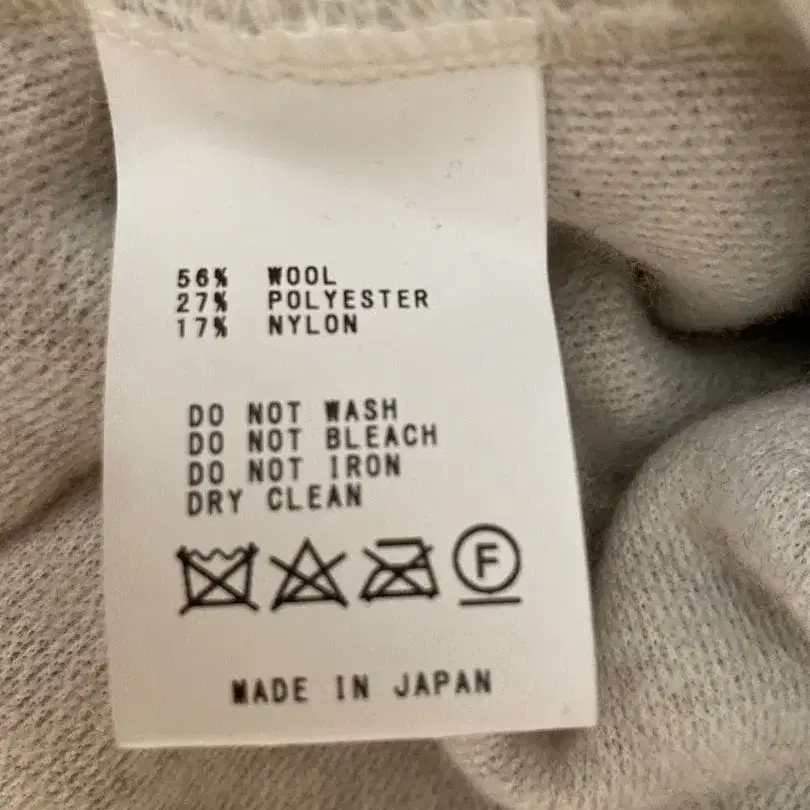 56% WOOL
27% POLYESTER
17% NYLON
DO NOT WASH
DO NOT BLEACH
DO NOT IRON
DRY CLEAN
F
MADE IN JAPAN